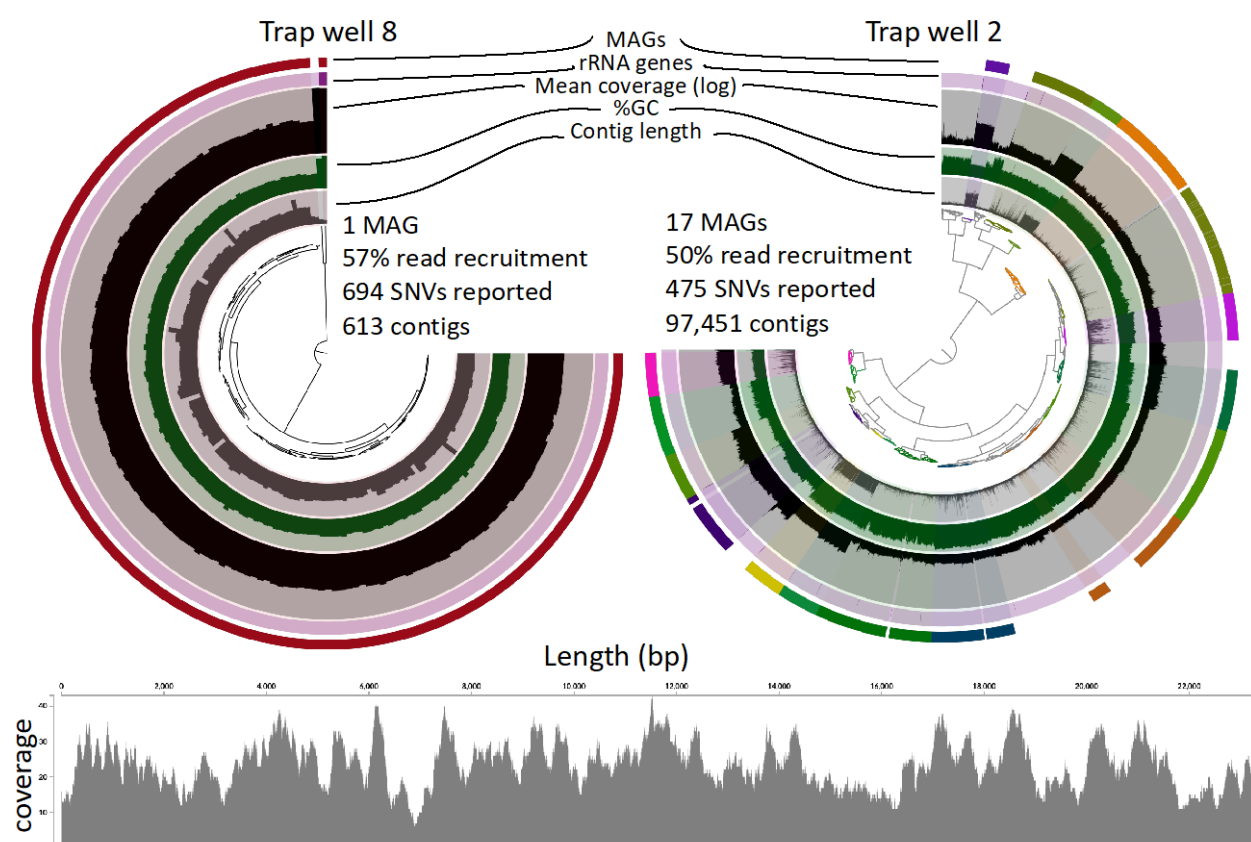 Trap well 8
Trap well 2
MAGs
rRNA genes
Mean coverage (log)
%GC
Contig length
1 MAG
57% read recruitment
694 SNVs reported
613 contigs
17 MAGs
50% read recruitment
475 SNVs reported
97,451 contigs
Length (bp)
0 2,000 4,000 6,000 8,000 10,000 12,000 14,000 16,000 18,000 20,000 22,000
coverage
40
30
20
10